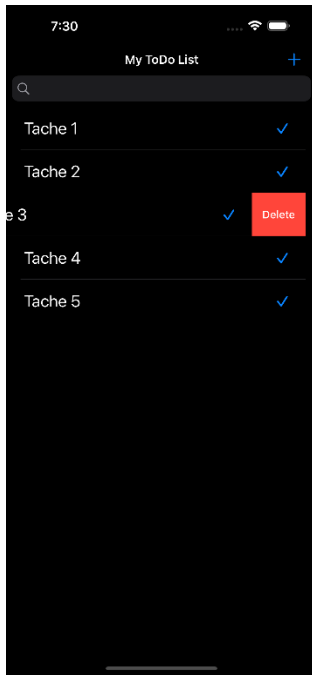 7:30
My ToDo List
Tache 1
Tache 2
e 3 Delete
Tache 4
Tache 5